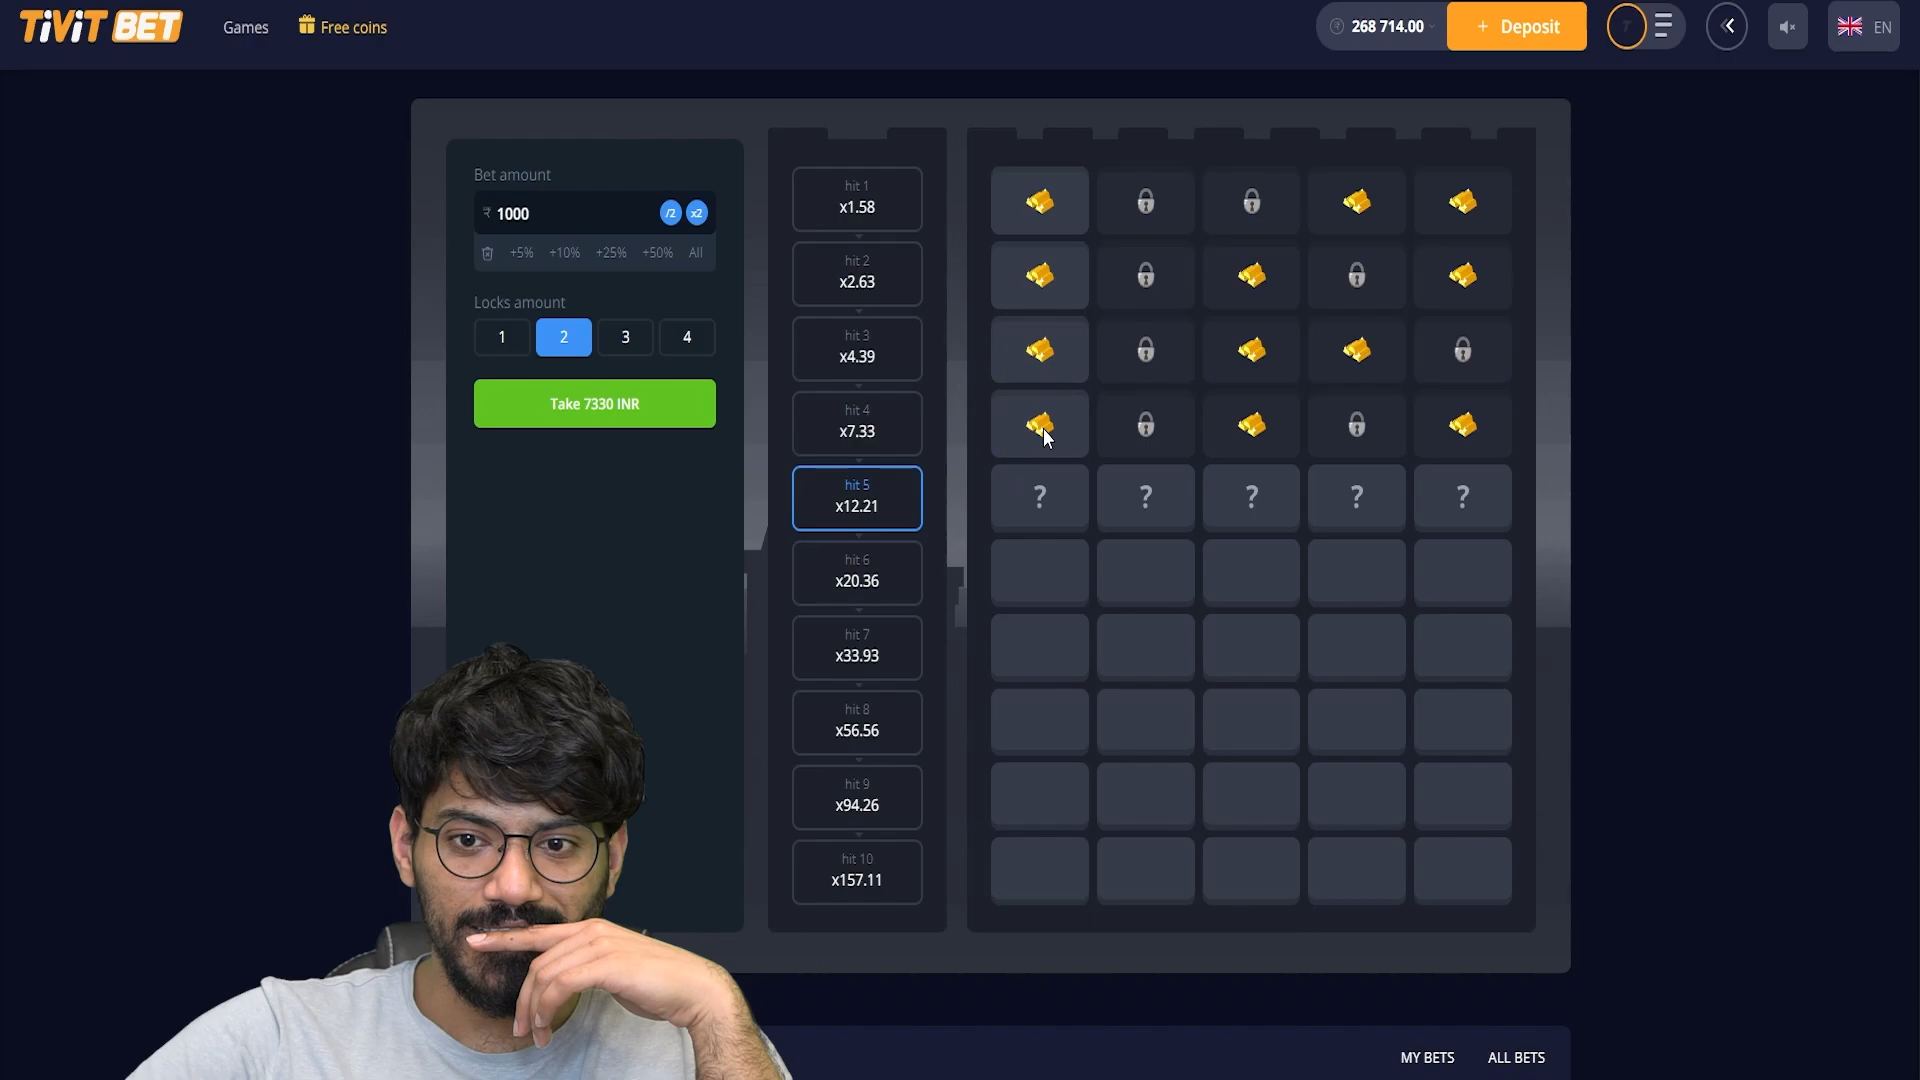 TiViT BET
Games
Free coins
268 714.00
+ Deposit
EN
Bet amount
₹ 1000
/2 x2
+5% +10% +25% +50% All
Locks amount
1 2 3 4
Take 7330 INR
hit 1
x1.58
hit 2
x2.63
hit 3
x4.39
hit 4
x7.33
hit 5
x12.21
? ? ? ? ?
hit 6
x20.36
hit 7
x33.93
hit 8
x56.56
hit 9
x94.26
hit 10
x157.11
MY BETS
ALL BETS